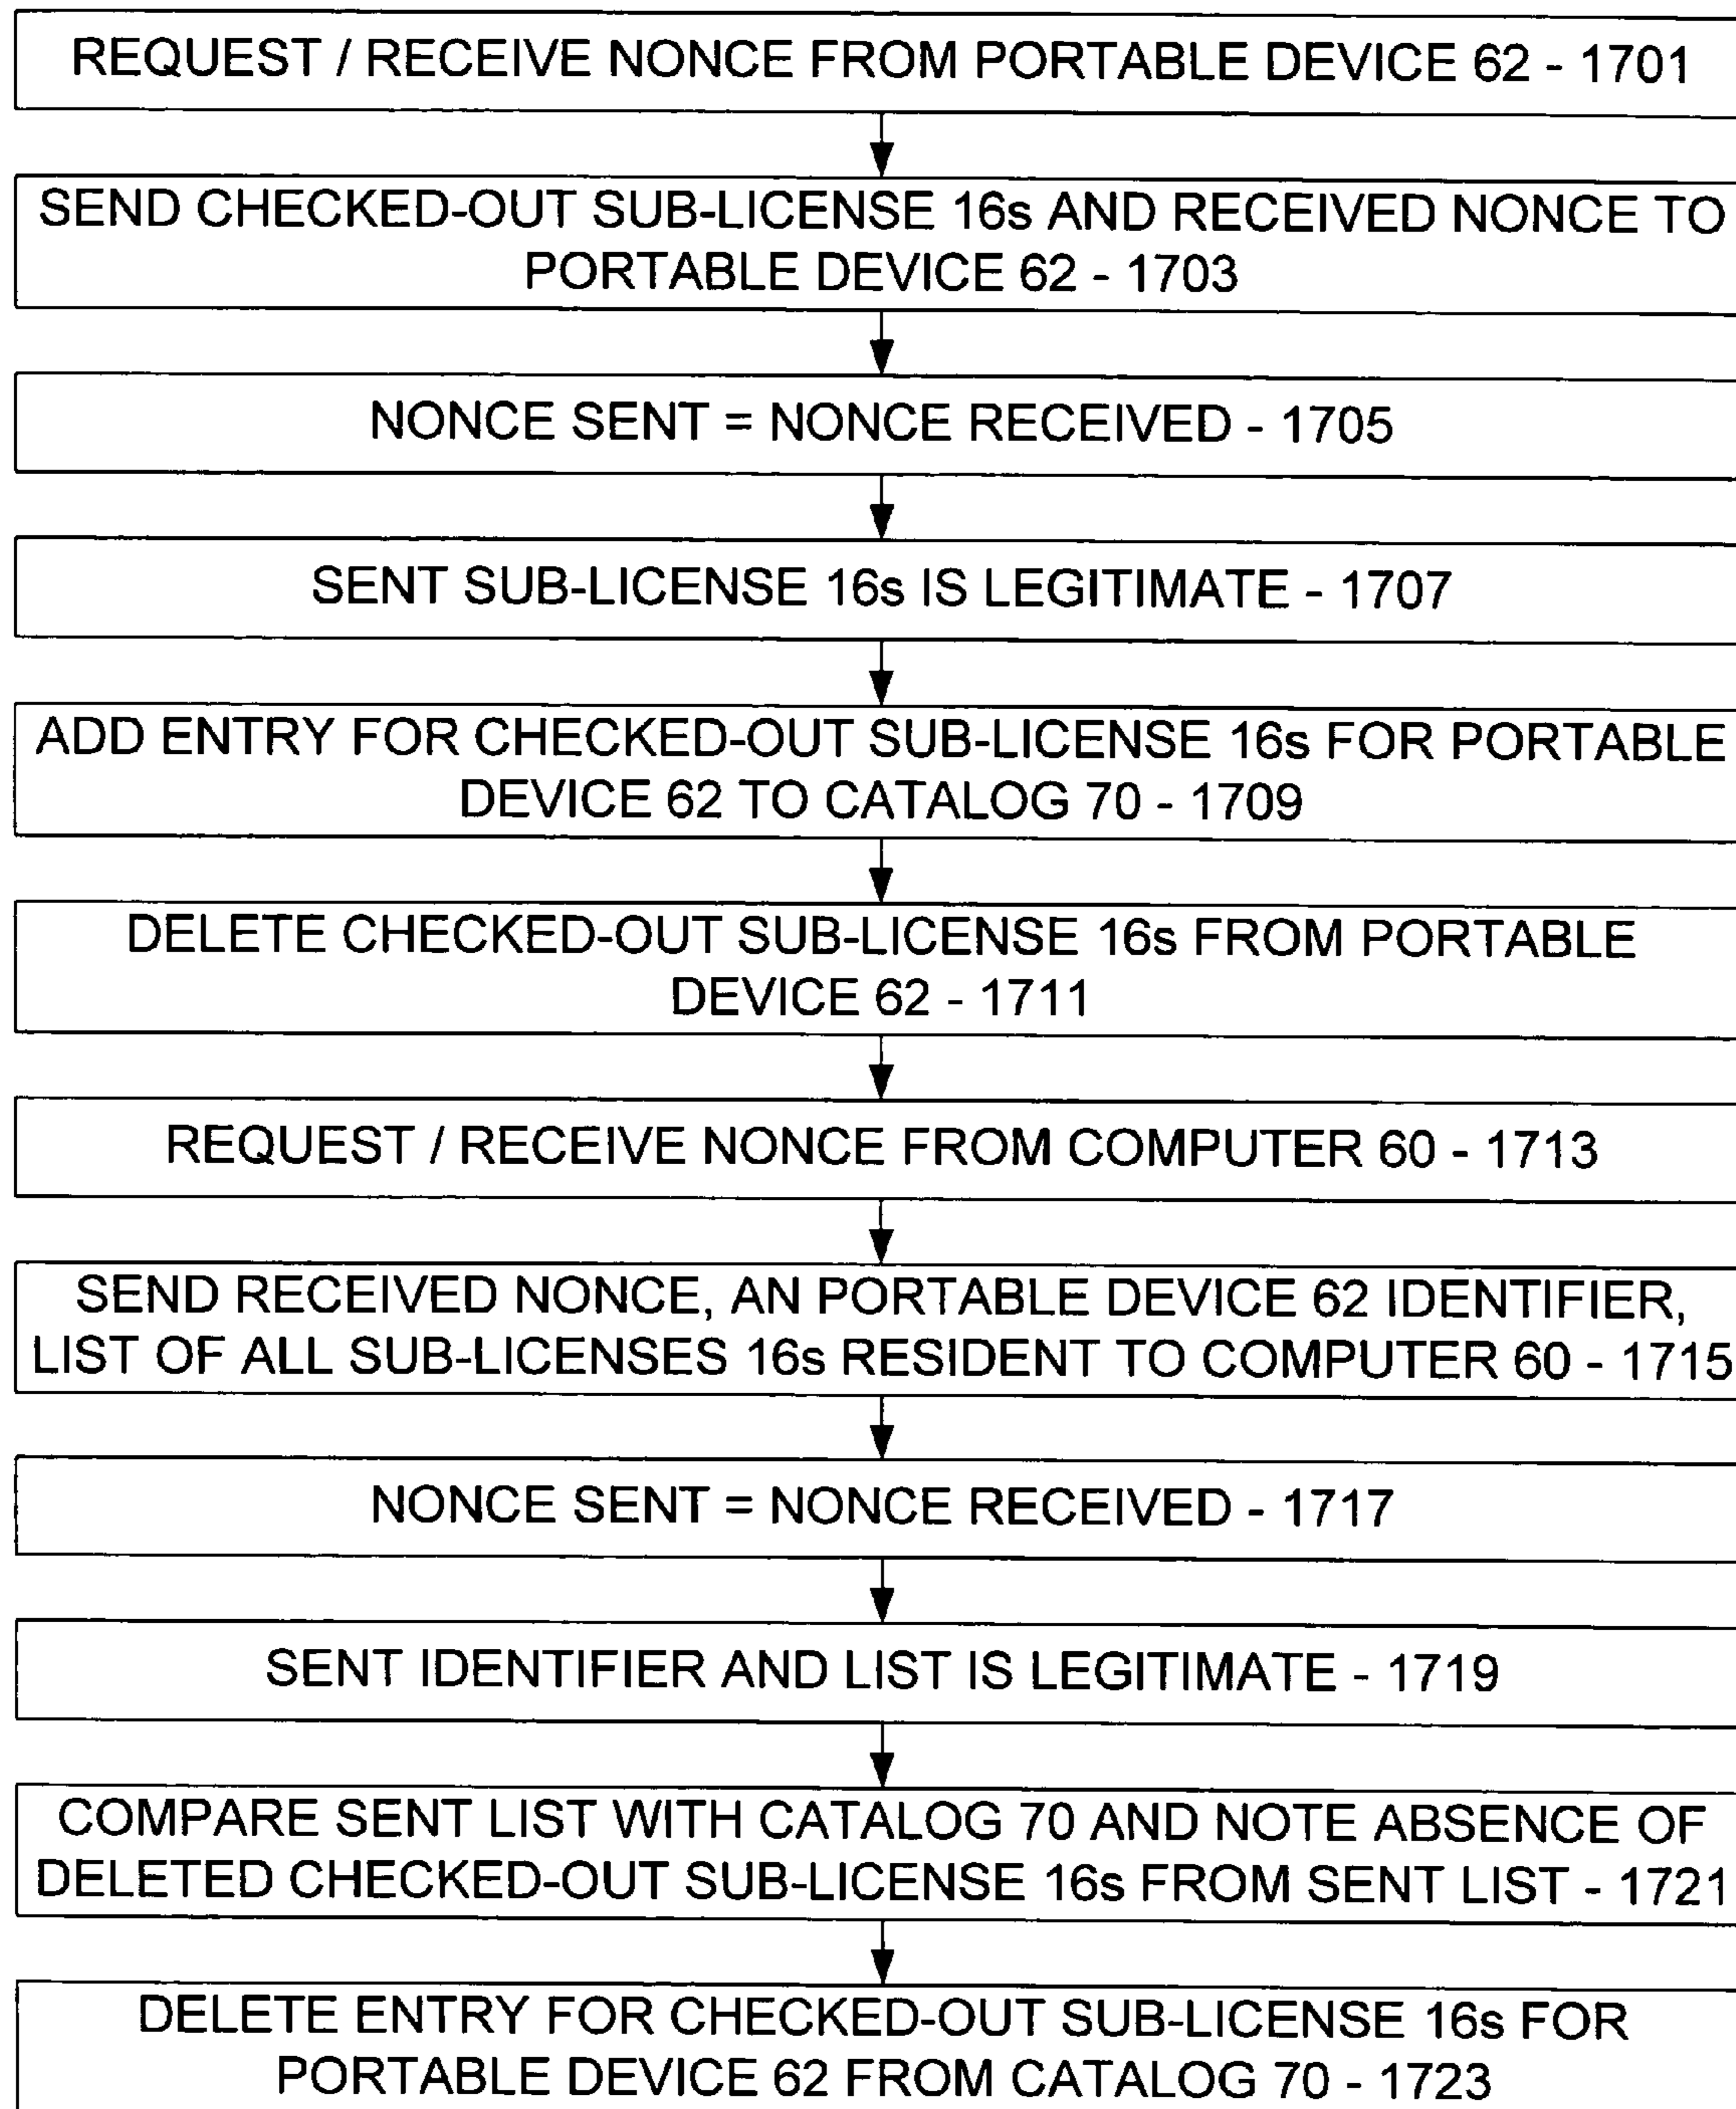 REQUEST / RECEIVE NONCE FROM PORTABLE DEVICE 62 - 1701
SEND CHECKED-OUT SUB-LICENSE 16s AND RECEIVED NONCE TO
PORTABLE DEVICE 62 - 1703
NONCE SENT = NONCE RECEIVED - 1705
SENT SUB-LICENSE 16s IS LEGITIMATE - 1707
ADD ENTRY FOR CHECKED-OUT SUB-LICENSE 16s FOR PORTABLE
DEVICE 62 TO CATALOG 70 - 1709
DELETE CHECKED-OUT SUB-LICENSE 16s FROM PORTABLE
DEVICE 62 - 1711
REQUEST / RECEIVE NONCE FROM COMPUTER 60 - 1713
SEND RECEIVED NONCE, AN PORTABLE DEVICE 62 IDENTIFIER,
LIST OF ALL SUB-LICENSES 16s RESIDENT TO COMPUTER 60 - 1715
NONCE SENT = NONCE RECEIVED - 1717
SENT IDENTIFIER AND LIST IS LEGITIMATE - 1719
COMPARE SENT LIST WITH CATALOG 70 AND NOTE ABSENCE OF
DELETED CHECKED-OUT SUB-LICENSE 16s FROM SENT LIST - 1721
DELETE ENTRY FOR CHECKED-OUT SUB-LICENSE 16s FOR
PORTABLE DEVICE 62 FROM CATALOG 70 - 1723